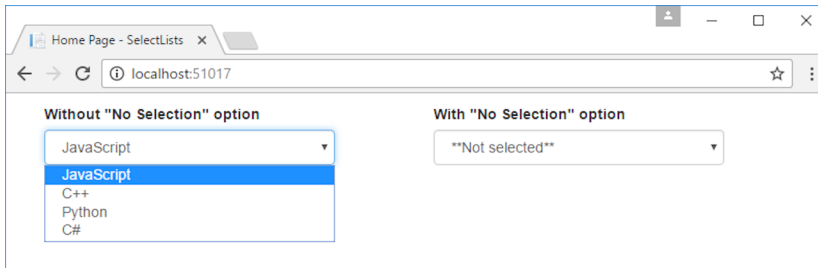 Home Page - SelectLists
localhost:51017
Without "No Selection" option
With "No Selection" option
JavaScript
**Not selected**
JavaScript
C++
Python
C#